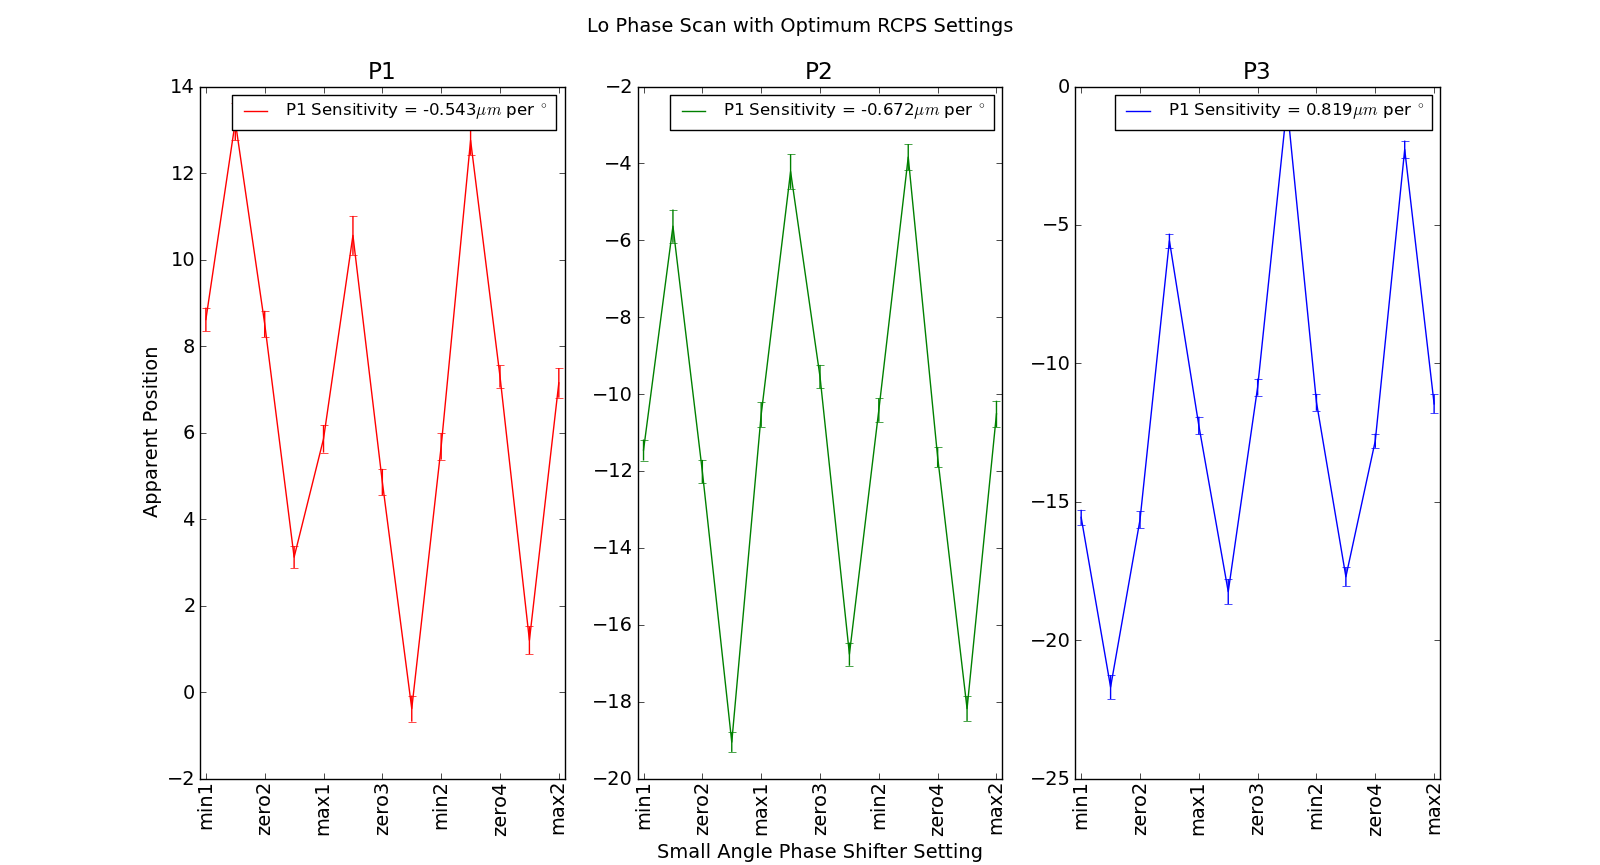 Lo Phase Scan with Optimum RCPS Settings
P1
P1 Sensitivity = -0.543μm per °
14
12
10
8
6
4
2
0
−2
Apparent Position
min1
zero2
max1
zero3
min2
zero4
max2
P2
P1 Sensitivity = -0.672μm per °
−2
−4
−6
−8
−10
−12
−14
−16
−18
−20
min1
zero2
max1
zero3
min2
zero4
max2
P3
P1 Sensitivity = 0.819μm per °
0
−5
−10
−15
−20
−25
min1
zero2
max1
zero3
min2
zero4
max2
Small Angle Phase Shifter Setting